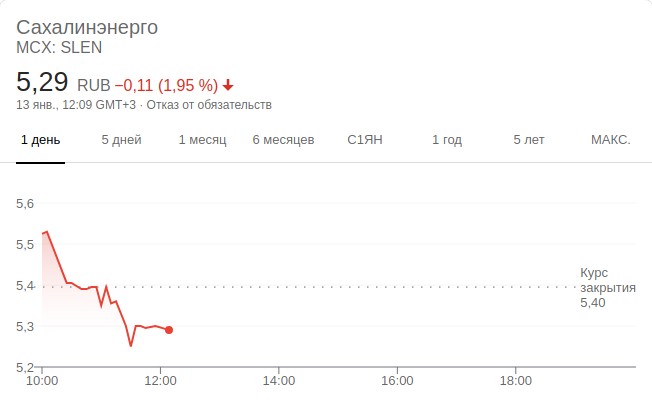 Сахалинэнерго
MCX: SLEN
5,29 RUB −0,11 (1,95 %)
13 янв., 12:09 GMT+3 · Отказ от обязательств
1 день 5 дней 1 месяц 6 месяцев С1ЯН 1 год 5 лет МАКС.
5,6
5,5
5,4
5,3
5,2
Курс
закрытия
5,40
10:00 12:00 14:00 16:00 18:00